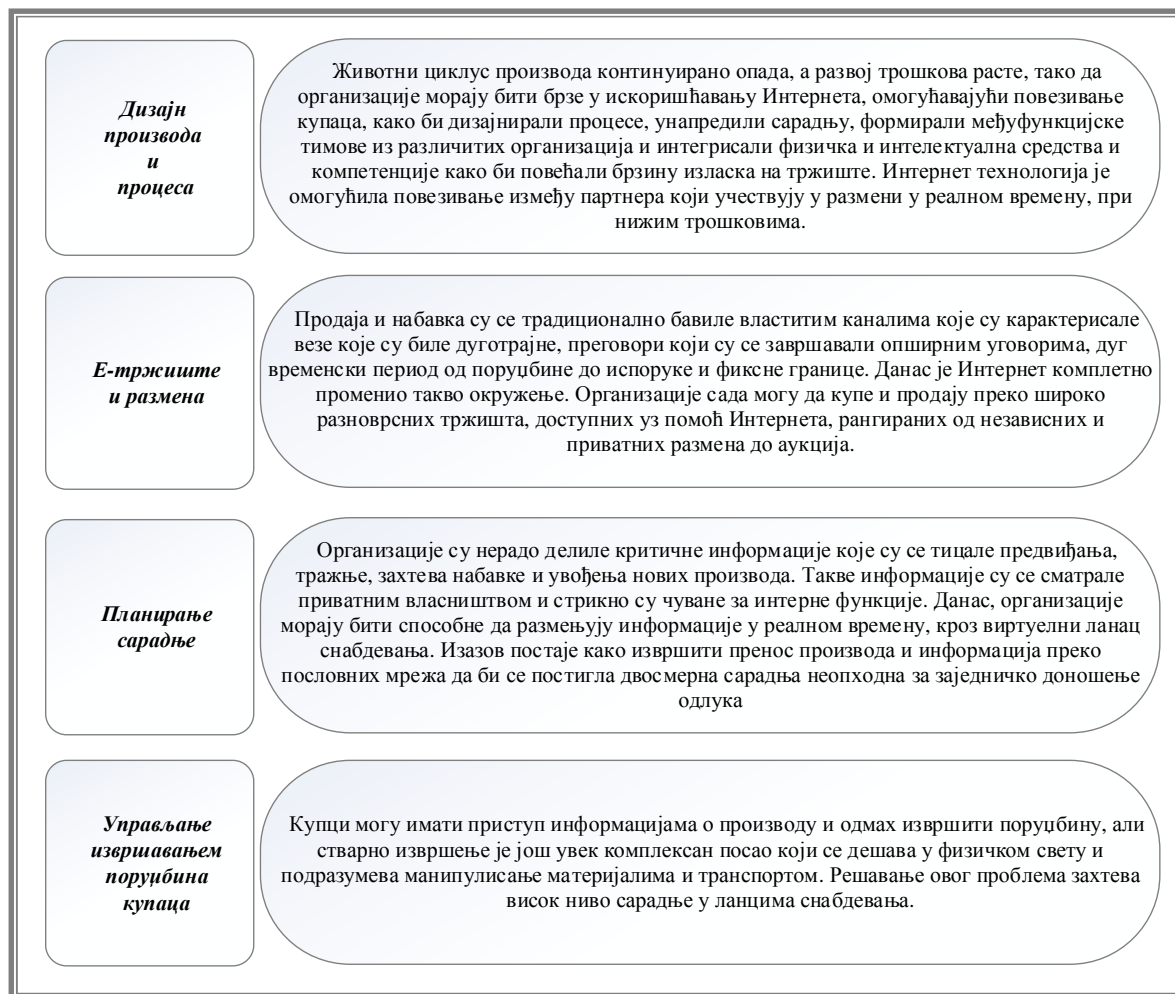 Дизајн
производа
и
процеса
Животни циклус производа континуирано опада, а развој трошкова расте, тако да
организације морају бити брзе у искоришћавању Интернета, омогућавајући повезивање
купаца, како би дизајнирали процесе, унапредили сарадњу, формирали међуфункцијске
тимове из различитих организација и интегрисали физичка и интелектуална средства и
компетенције како би повећали брзину изласка на тржиште. Интернет технологија је
омогућила повезивање између партнера који учествују у размени у реалном времену, при
нижим трошковима.
Е-тржиште
и размена
Продаја и набавка су се традиционално бавиле властитим каналима које су карактерисале
везе које су биле дуготрајне, преговори који су се завршавали опширним уговорима, дуг
временски период од поруџбине до испоруке и фиксне границе. Данас је Интернет комплетно
променио такво окружење. Организације сада могу да купе и продају преко широко
разноврсних тржишта, доступних уз помоћ Интернета, рангираних од независних и
приватних размена до аукција.
Планирање
сарадње
Организације су нерадо делиле критичне информације које су се тицале предвиђања,
тражње, захтева набавке и увођења нових производа. Такве информације су се сматрале
приватним власништвом и стрикно су чуване за интерне функције. Данас, организације
морају бити способне да размењују информације у реалном времену, кроз виртуелни ланац
снабдевања. Изазов постаје како извршити пренос производа и информација преко
пословних мрежа да би се постигла двосмерна сарадња неопходна за заједничко доношење
одлука
Управљање
извршавањем
поруџбина
купаца
Купци могу имати приступ информацијама о производу и одмах извршити поруџбину, али
стварно извршење је још увек комплексан посао који се дешава у физичком свету и
подразумева манипулисање материјалима и транспортом. Решавање овог проблема захтева
висок ниво сарадње у ланцима снабдевања.